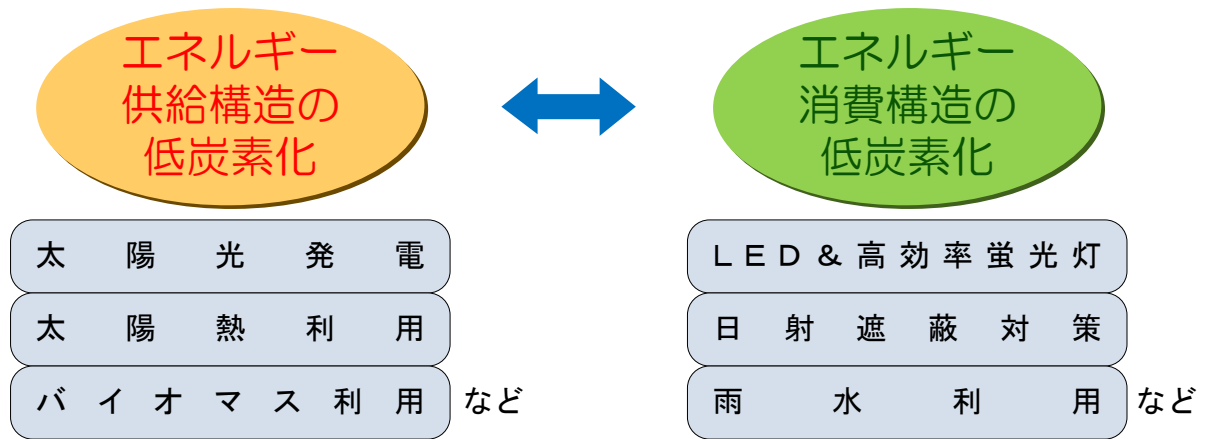 エネルギー
供給構造の
低炭素化
太陽光発電
太陽熱利用
バイオマス利用 など
エネルギー
消費構造の
低炭素化
ＬＥＤ＆高効率蛍光灯
日射遮蔽対策
雨水利用 など